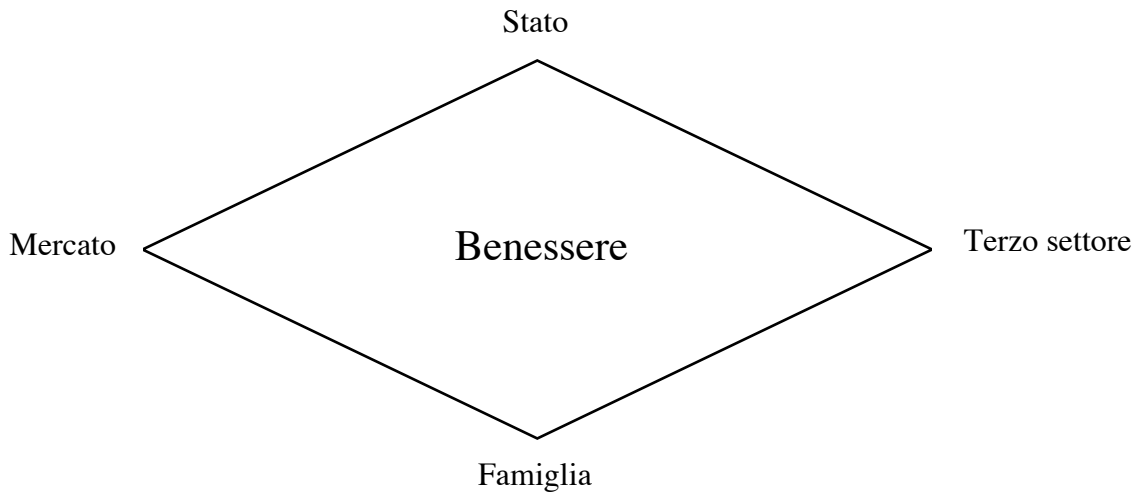 Stato
Mercato
Benessere
Terzo settore
Famiglia